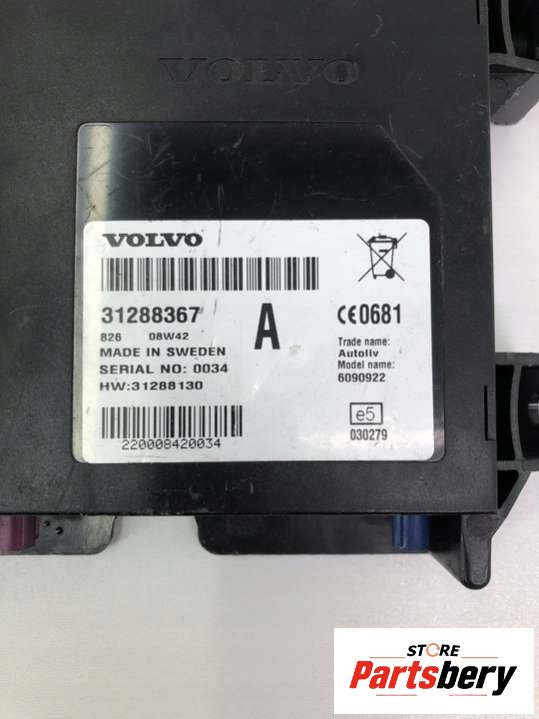 VOLVO
VOLVO
31288367
826 08W42
MADE IN SWEDEN
SERIAL NO: 0034
HW:31288130
220008420034
A
CE0681
Trade name:
Autoliv
Model name:
6090922
e5
030279
STORE
Partsbery